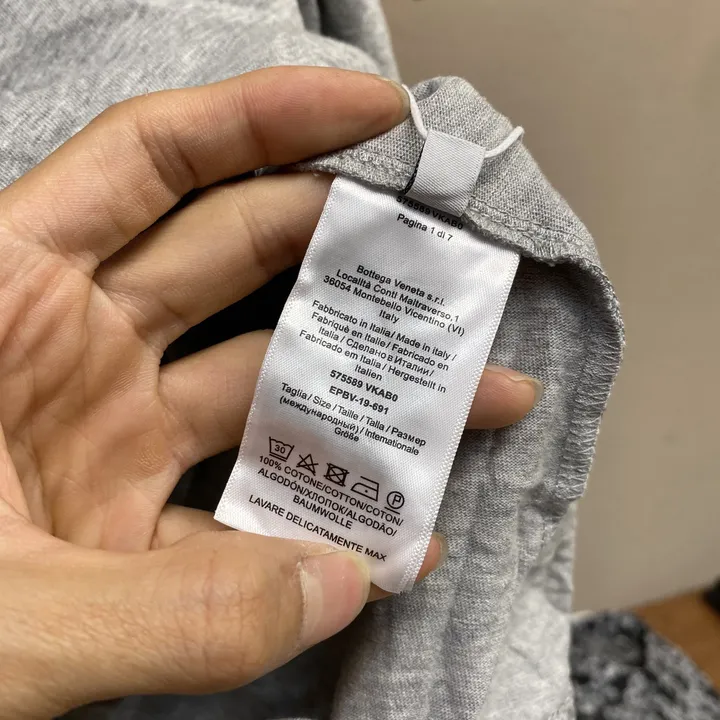 575589 VKAB0
Pagina 1 di 7
Bottega Veneta s.r.l.
Località Conti Maltraverso,1
36054 Montebello Vicentino (VI)
Italy
Fabbricato in Italia/ Made in Italy /
Fabriqué en Italie / Fabricado en
Italia / СДЕЛАНО В ИТАЛИИ /
Fabricado em Italia / Hergestellt in
Italien
575589 VKAB0
EPBV-19-691
Taglia / Size / Taille / Talla / Размер
(международный) / Internationale
Größe
30 P
100% COTONE/COTTON/COTON/
ALGODÓN/ХЛОПОК/ALGODÃO/
BAUMWOLLE
LAVARE DELICATAMENTE MAX